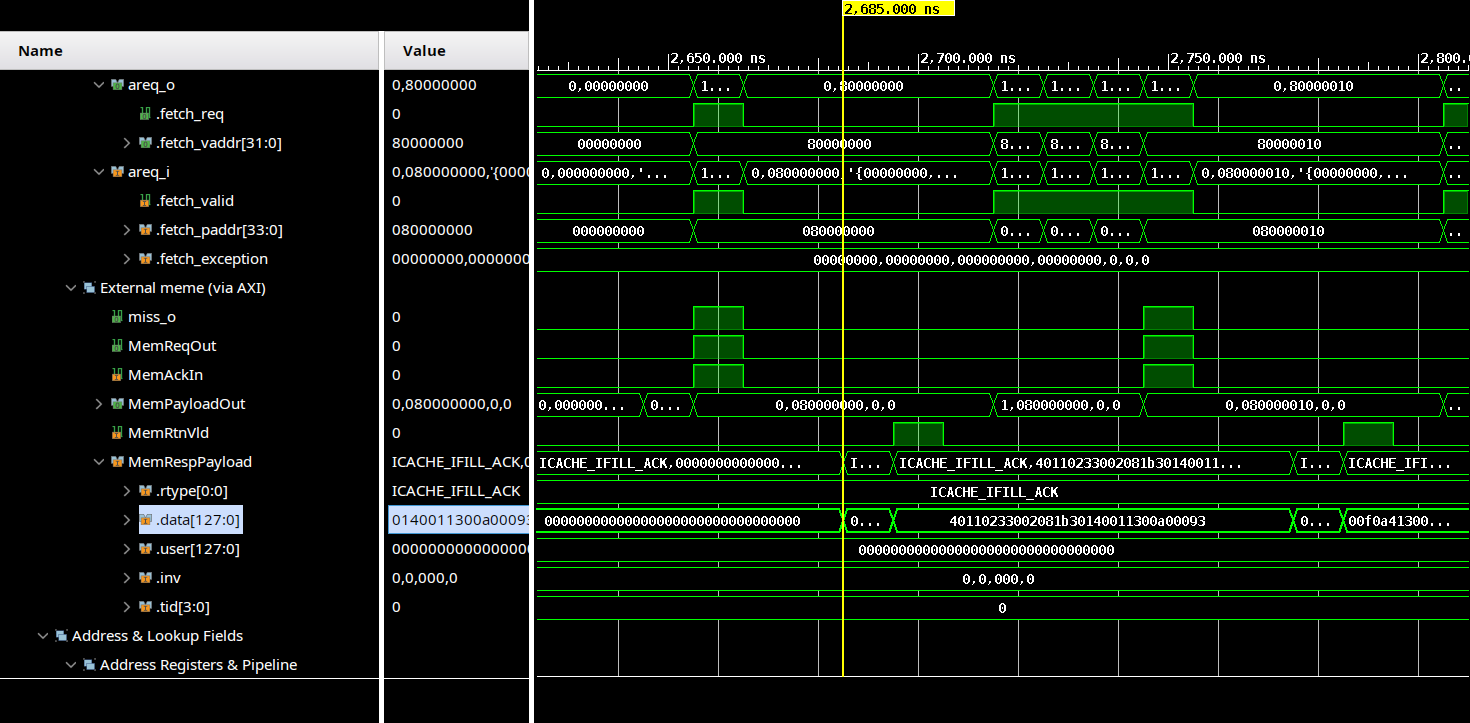 2,685.000 ns
Name Value 2,650.000 ns 2,700.000 ns 2,750.000 ns 2,800.0
areq_o 0,80000000 0,00000000 1... 0,80000000 1... 1... 1... 1... 0,80000010 ..
.fetch_req 0
.fetch_vaddr[31:0] 80000000 00000000 80000000 8... 8... 8... 80000010 ..
areq_i 0,080000000,'{0000 0,000000000,'... 1... 0,080000000,'{00000000,... 1... 1... 1... 1... 0,080000010,'{00000000,... ..
.fetch_valid 0
.fetch_paddr[33:0] 080000000 000000000 080000000 0... 0... 0... 080000010 ..
.fetch_exception 00000000,0000000 00000000,00000000,000000000,00000000,0,0,0
External meme (via AXI)
miss_o 0
MemReqOut 0
MemAckIn 0
MemPayloadOut 0,080000000,0,0 0,000000... 0... 0,080000000,0,0 1,080000000,0,0 0,080000010,0,0 ..
MemRtnVld 0
MemRespPayload ICACHE_IFILL_ACK,0 ICACHE_IFILL_ACK,0000000000000... I... ICACHE_IFILL_ACK,40110233002081b30140011... I... ICACHE_IFI...
.rtype[0:0] ICACHE_IFILL_ACK ICACHE_IFILL_ACK
.data[127:0] 0140011300a00093 00000000000000000000000000000000 0... 40110233002081b30140011300a00093 0... 00f0a41300...
.user[127:0] 0000000000000000 00000000000000000000000000000000
.inv 0,0,000,0 0,0,000,0
.tid[3:0] 0 0
Address & Lookup Fields
Address Registers & Pipeline